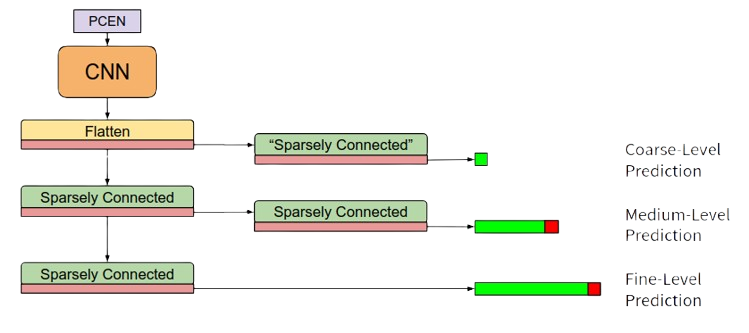 PCEN
CNN
Flatten
“Sparsely Connected”
Coarse-Level
Prediction
Sparsely Connected
Sparsely Connected
Medium-Level
Prediction
Sparsely Connected
Fine-Level
Prediction